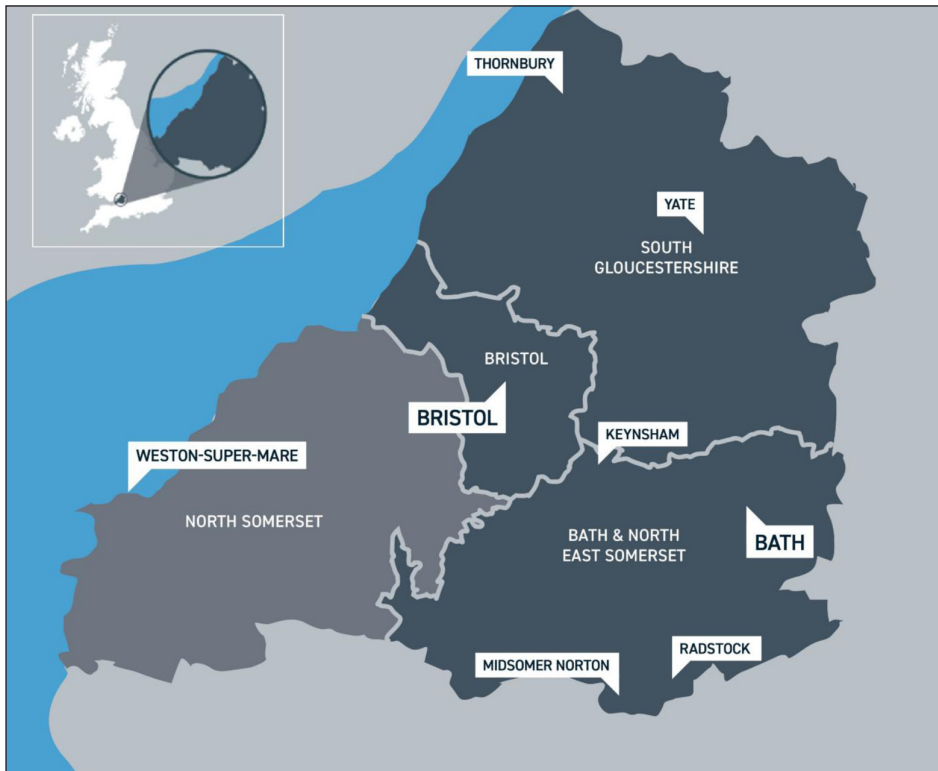 THORNBURY
YATE
SOUTH
GLOUCESTERSHIRE
BRISTOL
BRISTOL
KEYNSHAM
WESTON-SUPER-MARE
NORTH SOMERSET
BATH & NORTH
EAST SOMERSET
BATH
RADSTOCK
MIDSOMER NORTON